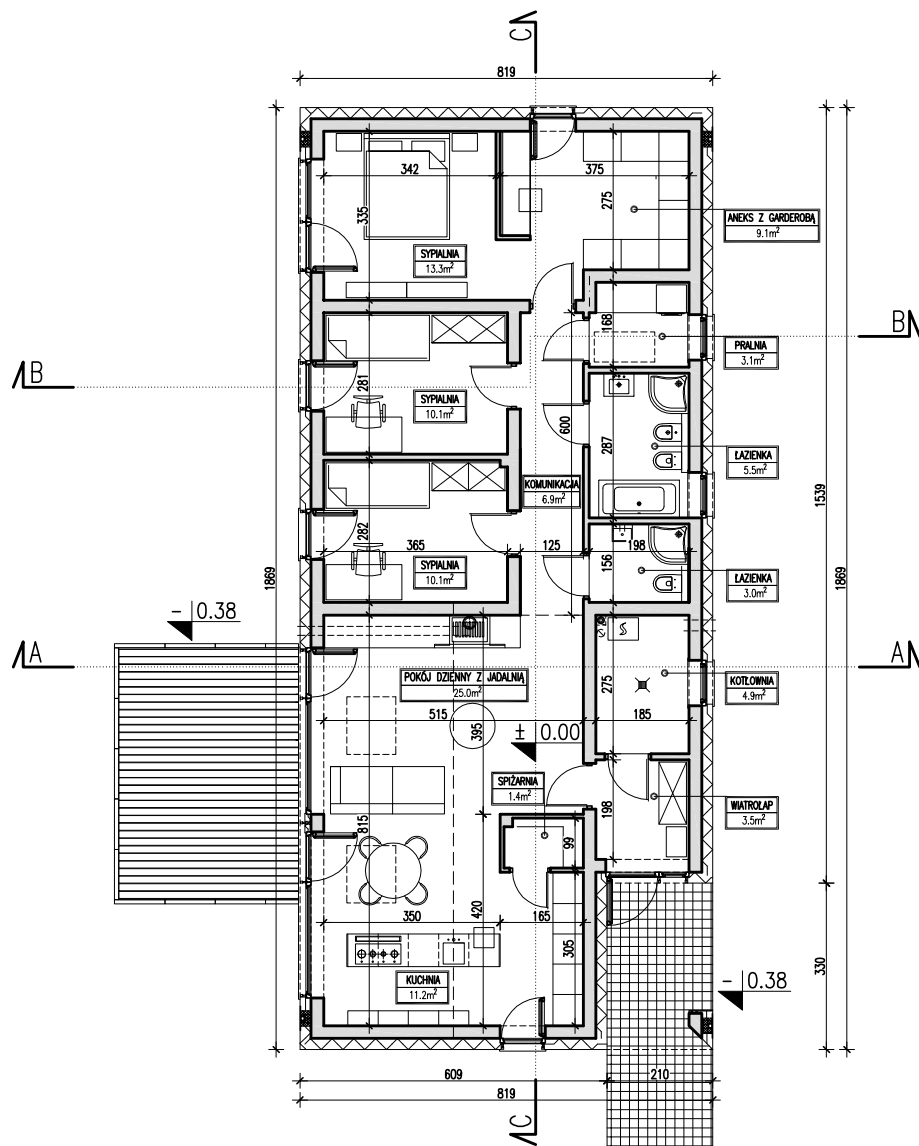 C
819
342
375
335
275
ANEKS Z GARDEROBĄ
9.1m²
SYPIALNIA
13.3m²
168
B
PRALNIA
3.1m²
B
281
SYPIALNIA
10.1m²
600
287
ŁAZIENKA
5.5m²
KOMUNIKACJA
6.9m²
1539
282
365
125
198
156
SYPIALNIA
10.1m²
ŁAZIENKA
3.0m²
1869
1869
- 0.38
A
A
POKÓJ DZIENNY Z JADALNIĄ
25.0m²
275
KOTŁOWNIA
4.9m²
515
395
185
± 0.00
SPIŻARNIA
1.4m²
WIATROŁAP
3.5m²
815
198
99
350
420
165
305
330
KUCHNIA
11.2m²
- 0.38
609
210
819
C